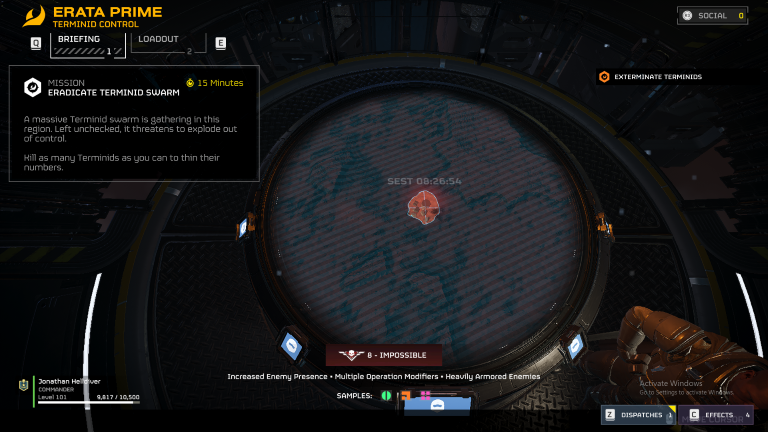 ERATA PRIME
TERMINID CONTROL
SOCIAL 0
Q
BRIEFING
1
LOADOUT
2
E
MISSION
ERADICATE TERMINID SWARM
15 Minutes
EXTERMINATE TERMINIDS
A massive Terminid swarm is gathering in this
region. Left unchecked, it threatens to explode out
of control.
Kill as many Terminids as you can to thin their
numbers.
SEST 08:26:54
8 - IMPOSSIBLE
Increased Enemy Presence • Multiple Operation Modifiers • Heavily Armored Enemies
Jonathan Helldiver
COMMANDER
Level 101
9,817 / 10,500
SAMPLES:
Activate Windows
Go to Settings to activate Windows.
Z
DISPATCHES 1
C
EFFECTS 4
MOVE CURSOR